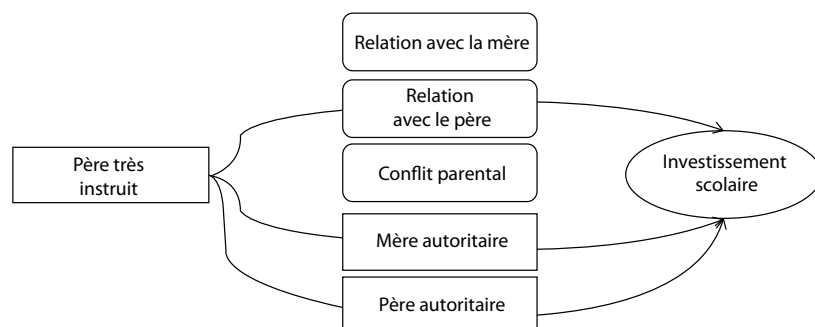 Relation avec la mère
Relation
avec le père
Père très
instruit
Conflit parental
Investissement
scolaire
Mère autoritaire
Père autoritaire